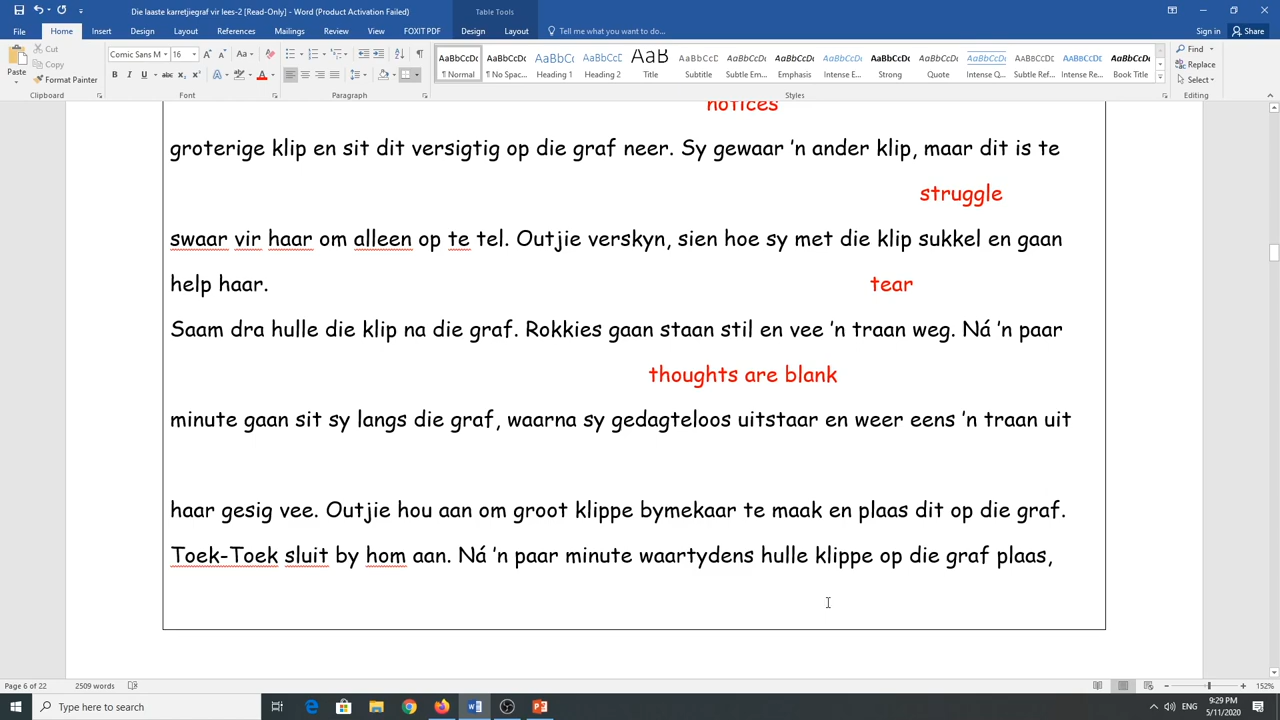 Die laaste karretjiegraf vir lees-2 [Read-Only] - Word (Product Activation Failed)
Table Tools
File Home Insert Draw Design Layout References Mailings Review View Help FOXIT PDF Design Layout Tell me what you want to do... Sign in Share
Paste
Cut
Copy
Format Painter
Clipboard
Comic Sans M 16
Font
Paragraph
AaBbCcDc AaBbCcDc AaBbCc AaBbCcC AaB AaBbCcC AaBbCcDc AaBbCcDc AaBbCcDc AaBbCcDc AaBbCcDc AaBbCcDc AaBbCcDc AaBbCcDc AaBbCcDc
¶ Normal ¶ No Spac... Heading 1 Heading 2 Title Subtitle Subtle Em... Emphasis Intense E... Strong Quote Intense Q... Subtle Ref... Intense Re... Book Title
Styles
Find
Replace
Select
Editing
notices
groterige klip en sit dit versigtig op die graf neer. Sy gewaar 'n ander klip, maar dit is te
struggle
swaar vir haar om alleen op te tel. Outjie verskyn, sien hoe sy met die klip sukkel en gaan
help haar.
tear
Saam dra hulle die klip na die graf. Rokkies gaan staan stil en vee 'n traan weg. Ná 'n paar
thoughts are blank
minute gaan sit sy langs die graf, waarna sy gedagteloos uitstaar en weer eens 'n traan uit
haar gesig vee. Outjie hou aan om groot klippe bymekaar te maak en plaas dit op die graf.
Toek-Toek sluit by hom aan. Ná 'n paar minute waartydens hulle klippe op die graf plaas,
Page 6 of 22 2509 words 152%
Type here to search
9:29 PM
5/11/2020